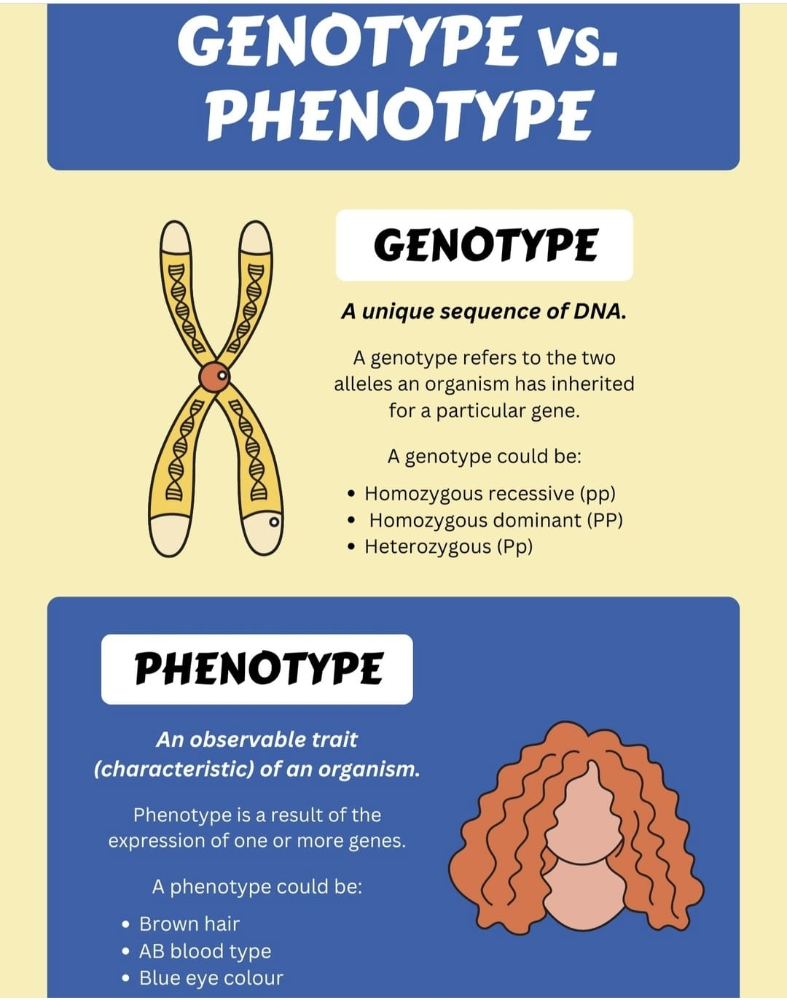 GENOTYPE vs.
PHENOTYPE
GENOTYPE
A unique sequence of DNA.
A genotype refers to the two
alleles an organism has inherited
for a particular gene.
A genotype could be:
• Homozygous recessive (pp)
• Homozygous dominant (PP)
• Heterozygous (Pp)
PHENOTYPE
An observable trait
(characteristic) of an organism.
Phenotype is a result of the
expression of one or more genes.
A phenotype could be:
• Brown hair
• AB blood type
• Blue eye colour